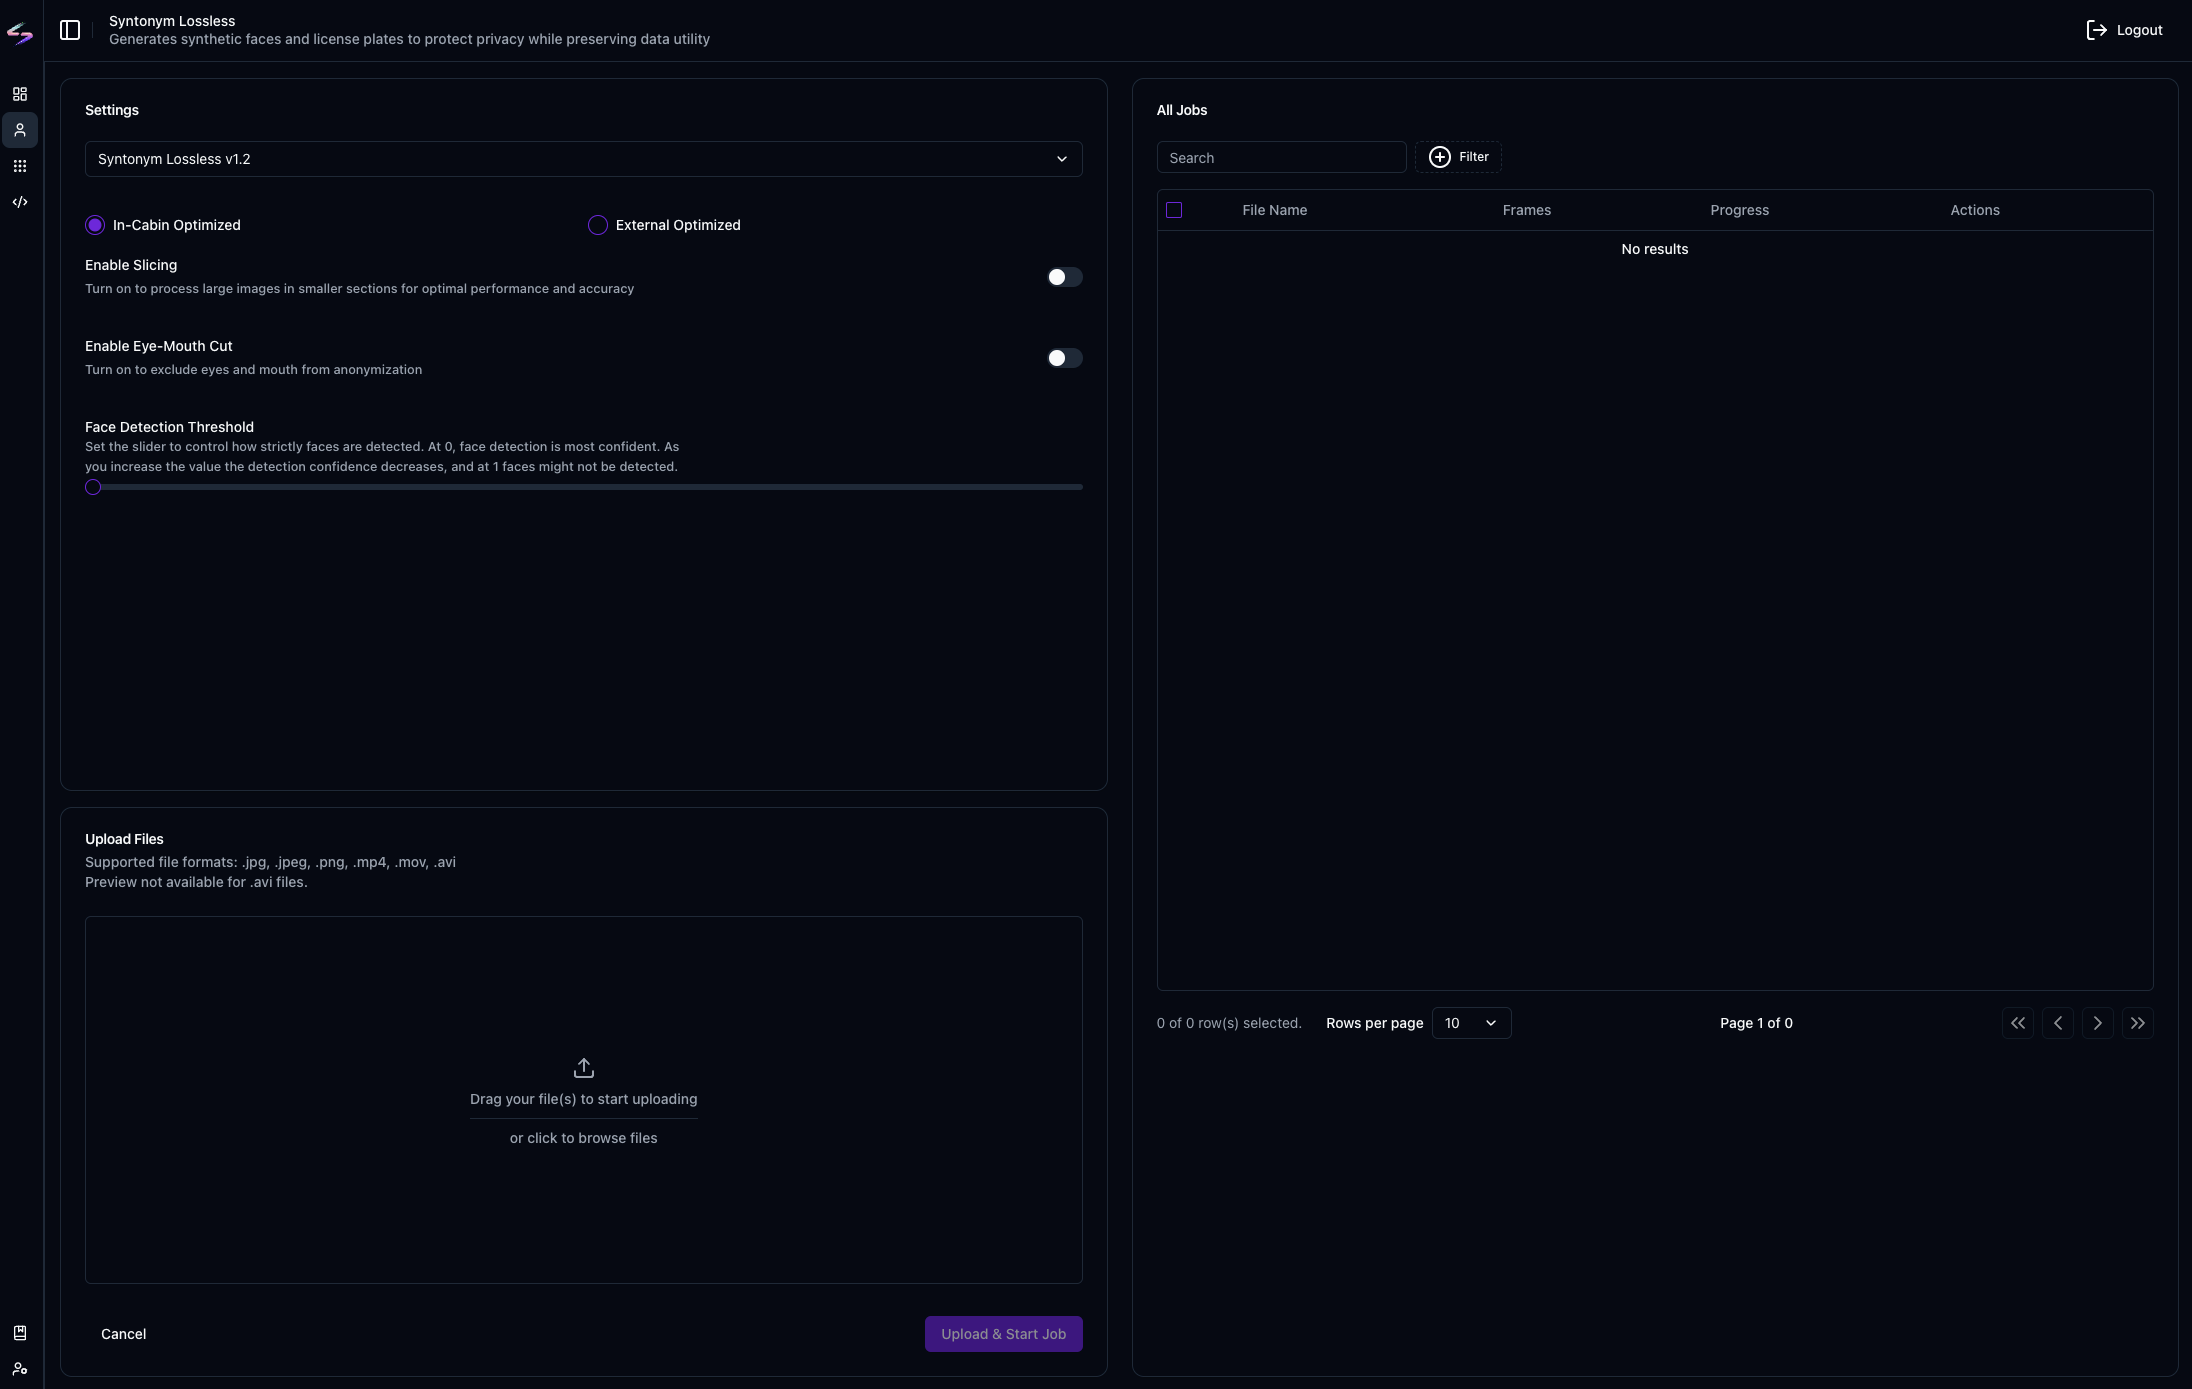 Syntonym Lossless
Generates synthetic faces and license plates to protect privacy while preserving data utility
Logout
Settings
Syntonym Lossless v1.2
In-Cabin Optimized
External Optimized
Enable Slicing
Turn on to process large images in smaller sections for optimal performance and accuracy
Enable Eye-Mouth Cut
Turn on to exclude eyes and mouth from anonymization
Face Detection Threshold
Set the slider to control how strictly faces are detected. At 0, face detection is most confident. As
you increase the value the detection confidence decreases, and at 1 faces might not be detected.
Upload Files
Supported file formats: .jpg, .jpeg, .png, .mp4, .mov, .avi
Preview not available for .avi files.
Drag your file(s) to start uploading
or click to browse files
Cancel
Upload & Start Job
All Jobs
Search
Filter
File Name Frames Progress Actions
No results
0 of 0 row(s) selected. Rows per page 10 Page 1 of 0